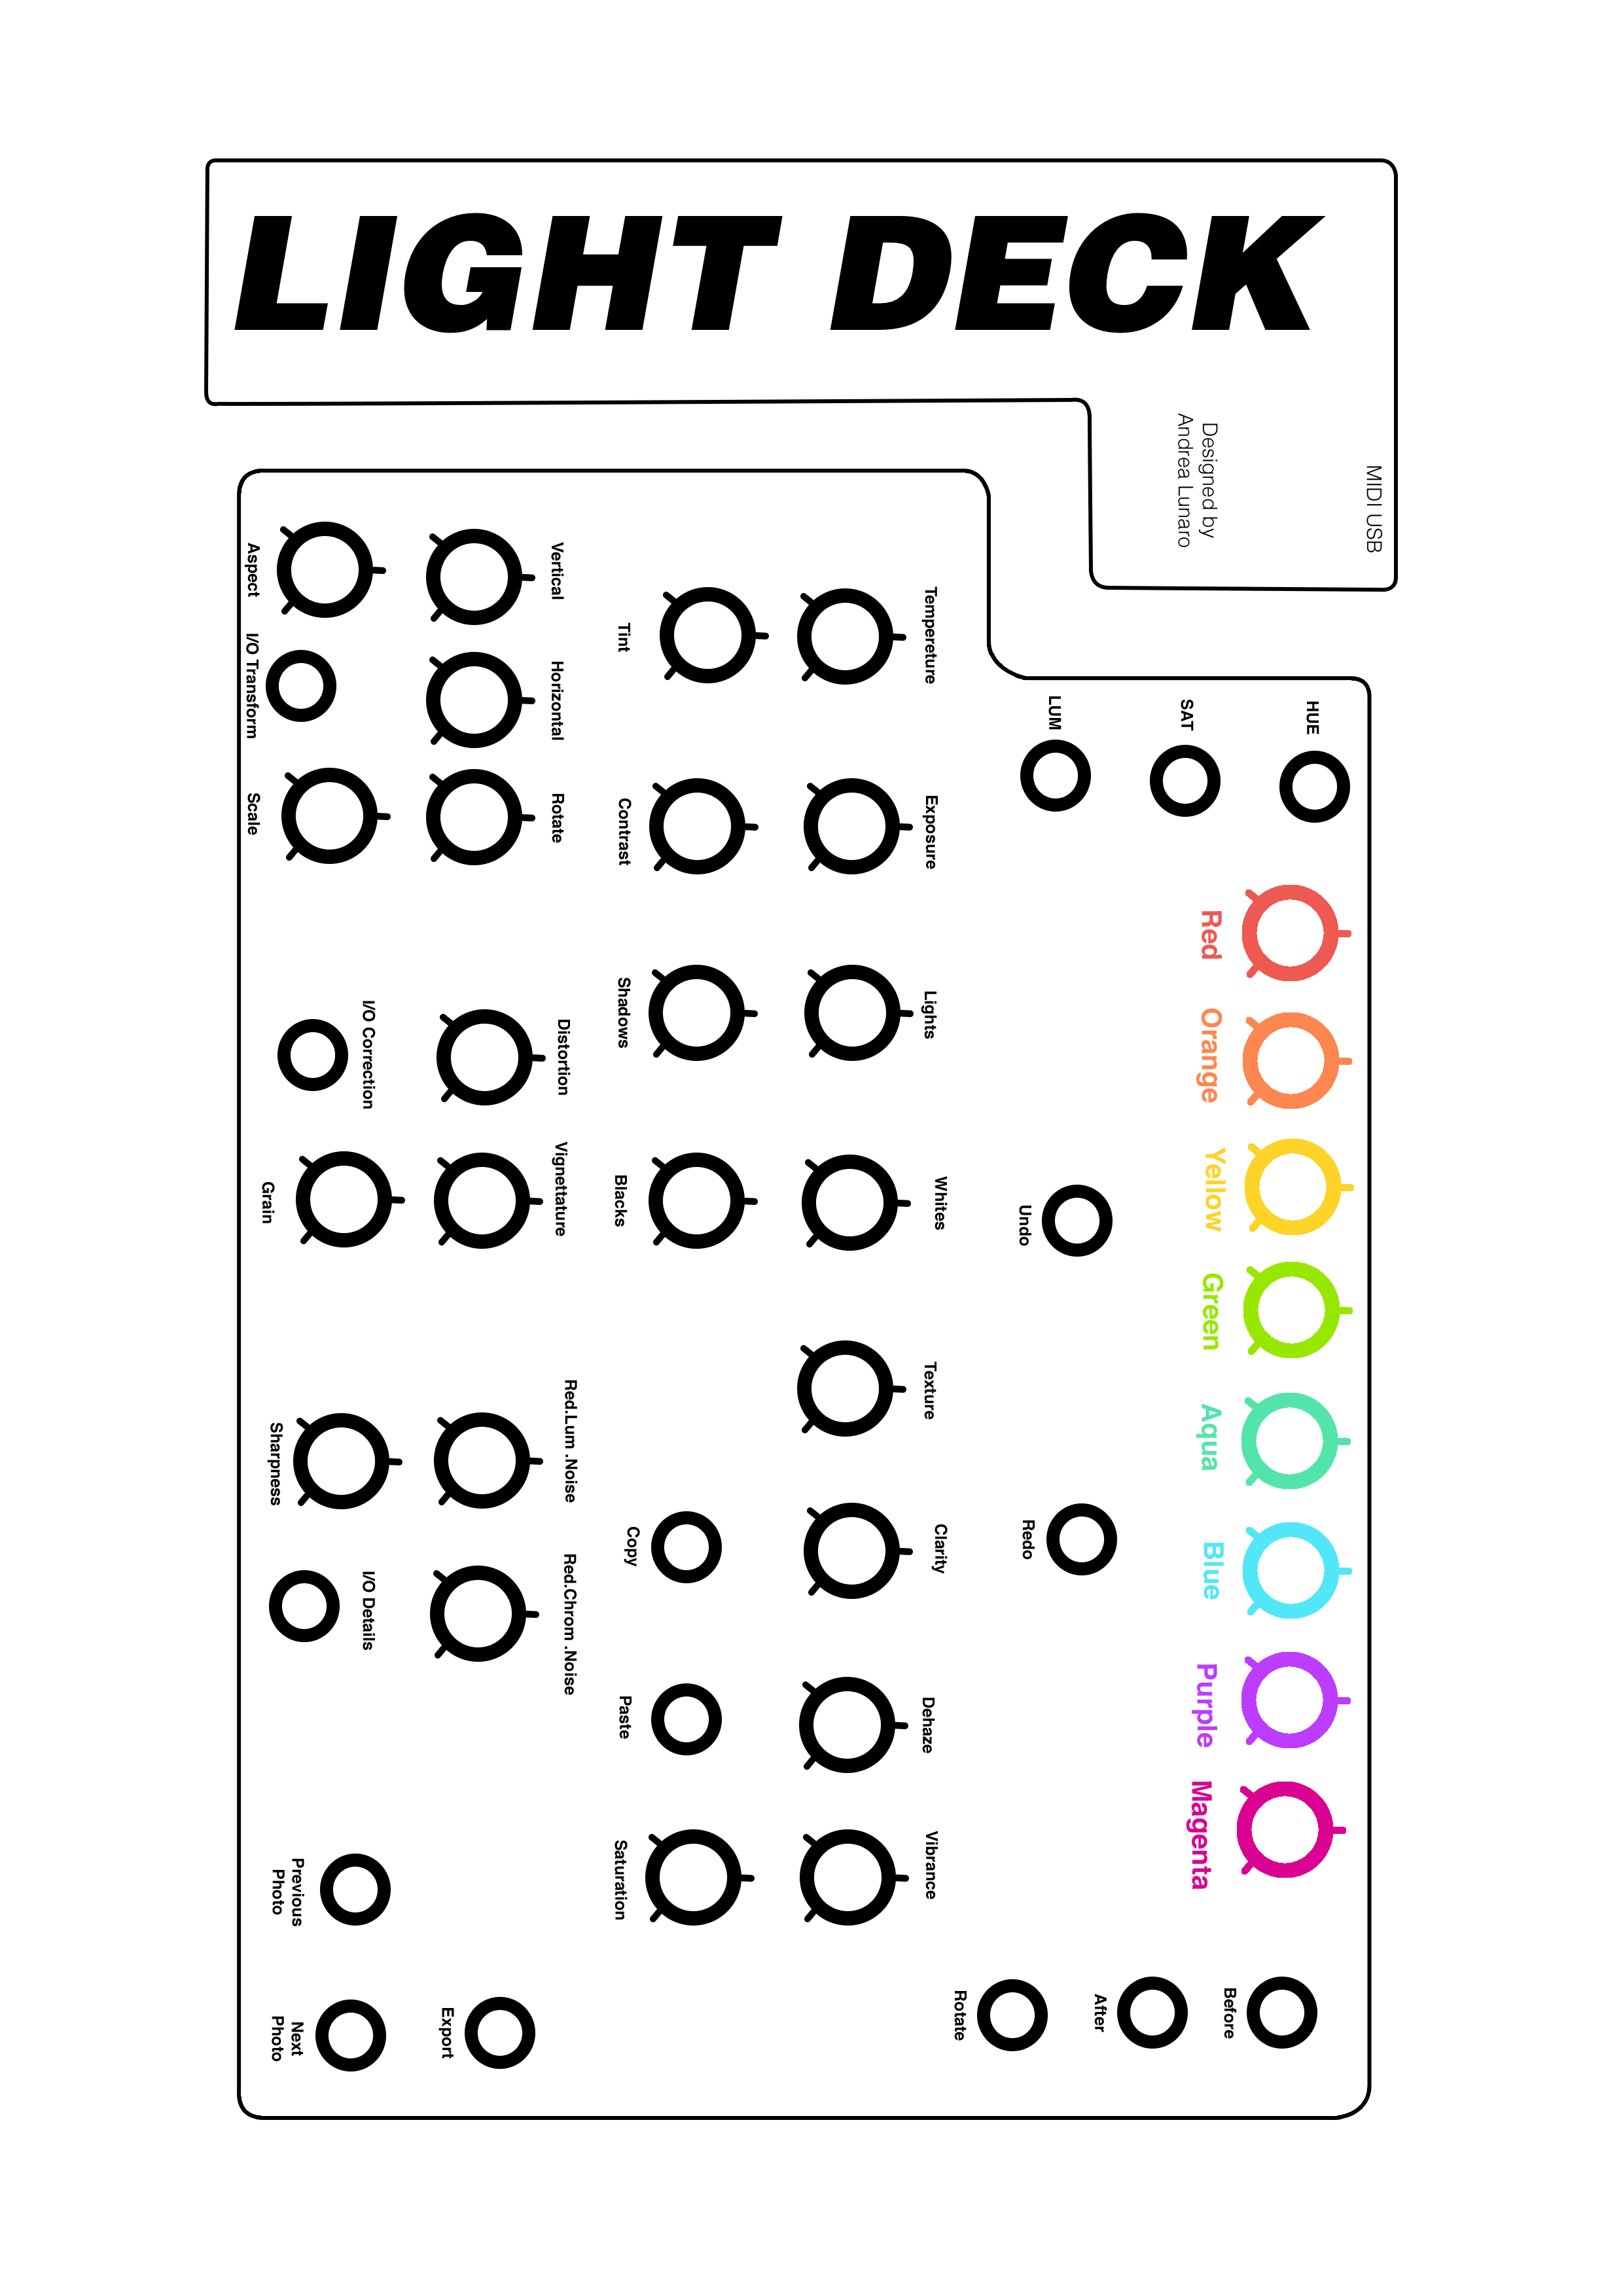 LIGHT DECK
MIDI USB
Designed by
Andrea Lunaro
HUE
SAT
LUM
Red
Orange
Yellow
Green
Aqua
Blue
Purple
Magenta
Undo
Redo
Before
After
Rotate
Tempereture
Exposure
Lights
Whites
Texture
Clarity
Dehaze
Vibrance
Tint
Contrast
Shadows
Blacks
Copy
Paste
Saturation
Vertical
Horizontal
Rotate
Distortion
Vignettature
Red.Lum .Noise
Red.Chrom .Noise
Export
Aspect
I/O Transform
Scale
I/O Correction
Grain
Sharpness
I/O Details
Previous
Photo
Next
Photo